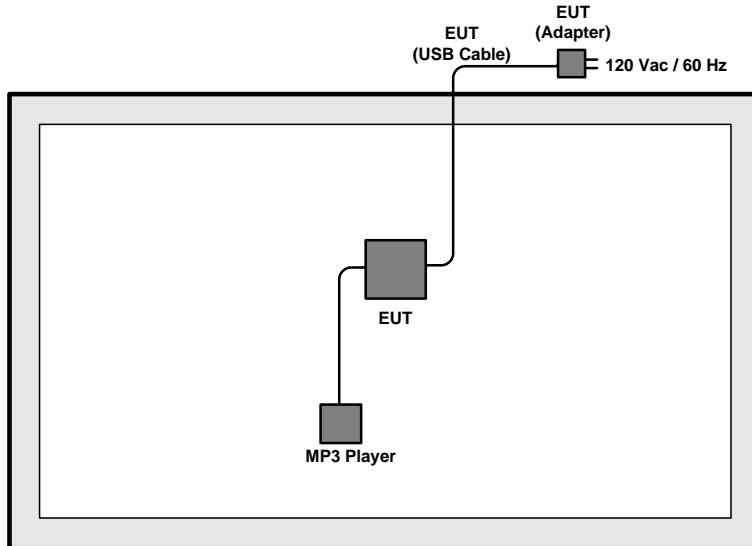 EUT
(Adapter)
EUT
(USB Cable)
120 Vac / 60 Hz
EUT
MP3 Player